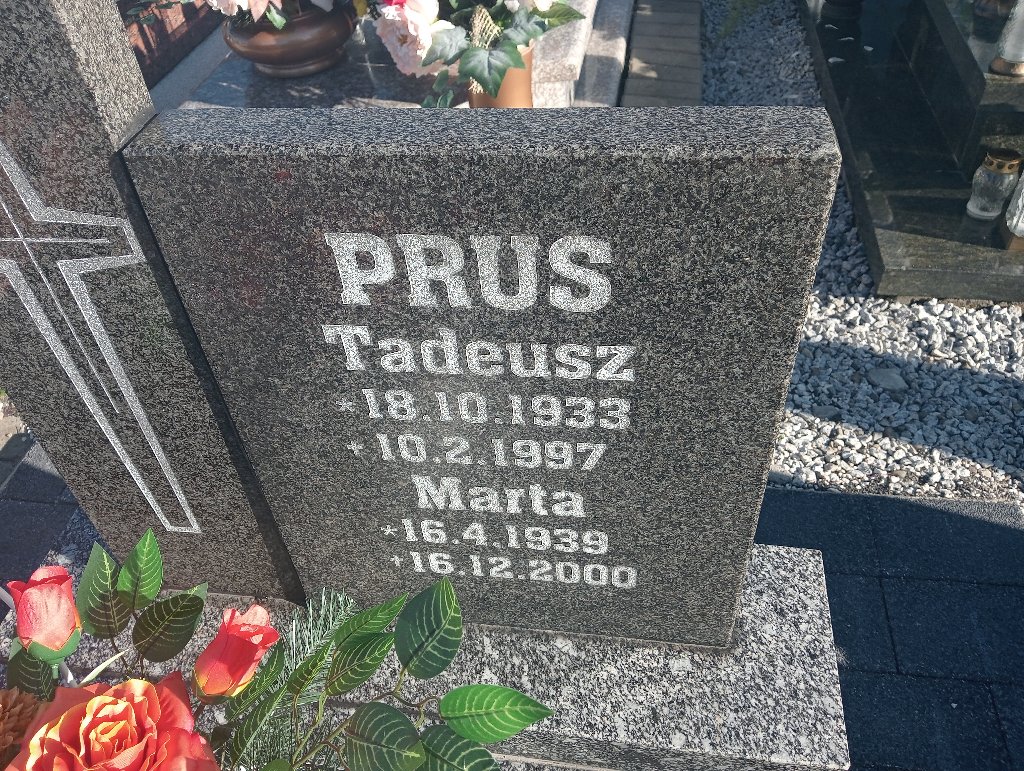 PRUS
Tadeusz
*18.10.1933
+10.2.1997
Marta
*16.4.1939
+16.12.2000